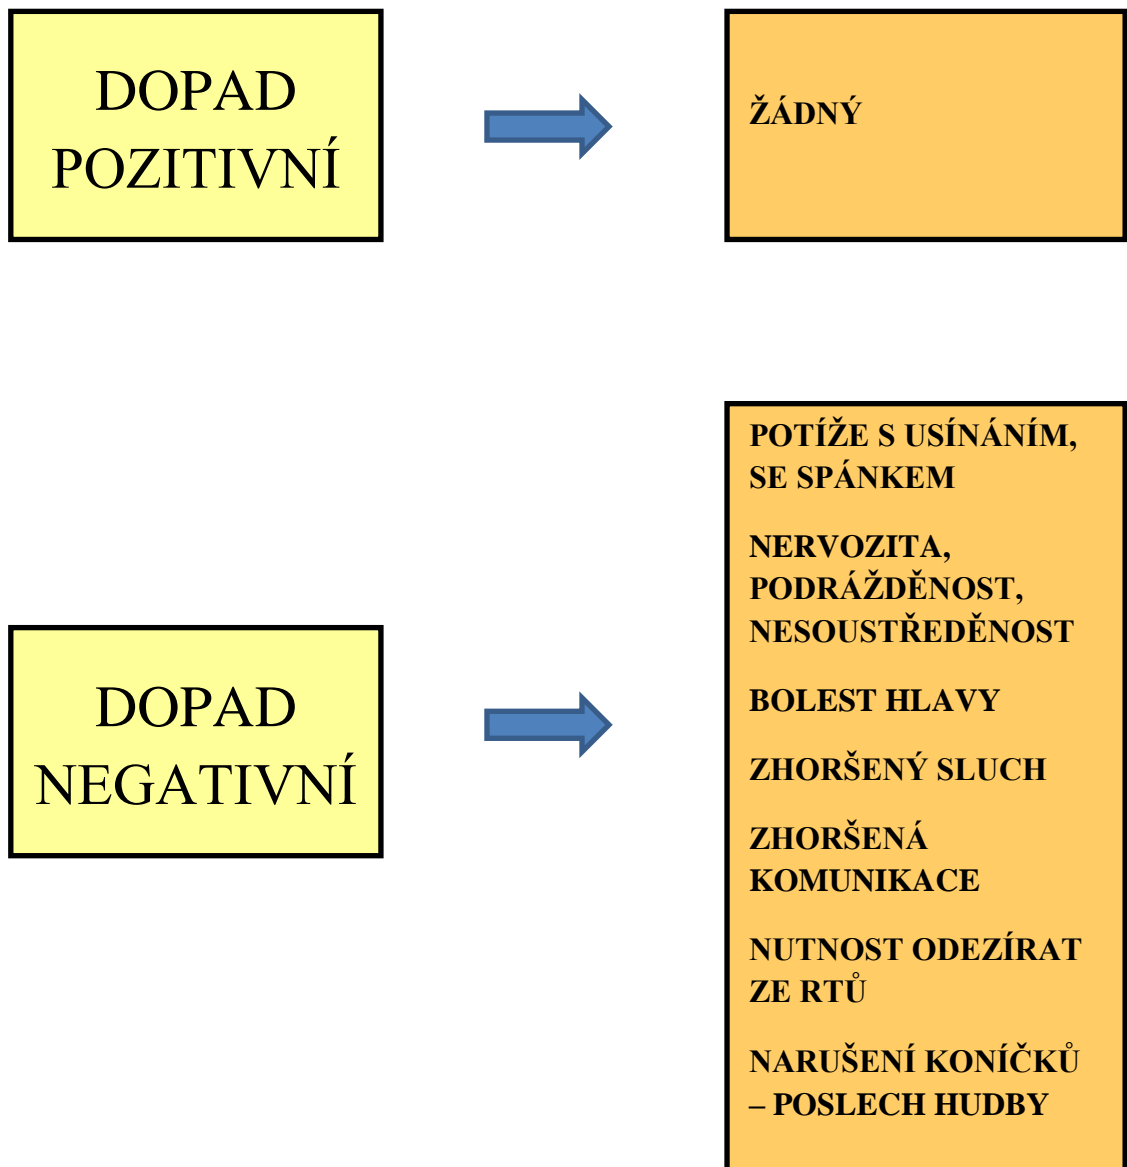 DOPAD
POZITIVNÍ
ŽÁDNÝ
DOPAD
NEGATIVNÍ
POTÍŽE S USÍNÁNÍM,
SE SPÁNKEM
NERVOZITA,
PODRÁŽDĚNOST,
NESOUSTŘEDĚNOST
BOLEST HLAVY
ZHORŠENÝ SLUCH
ZHORŠENÁ
KOMUNIKACE
NUTNOST ODEZÍRAT
ZE RTŮ
NARUŠENÍ KONÍČKŮ
– POSLECH HUDBY